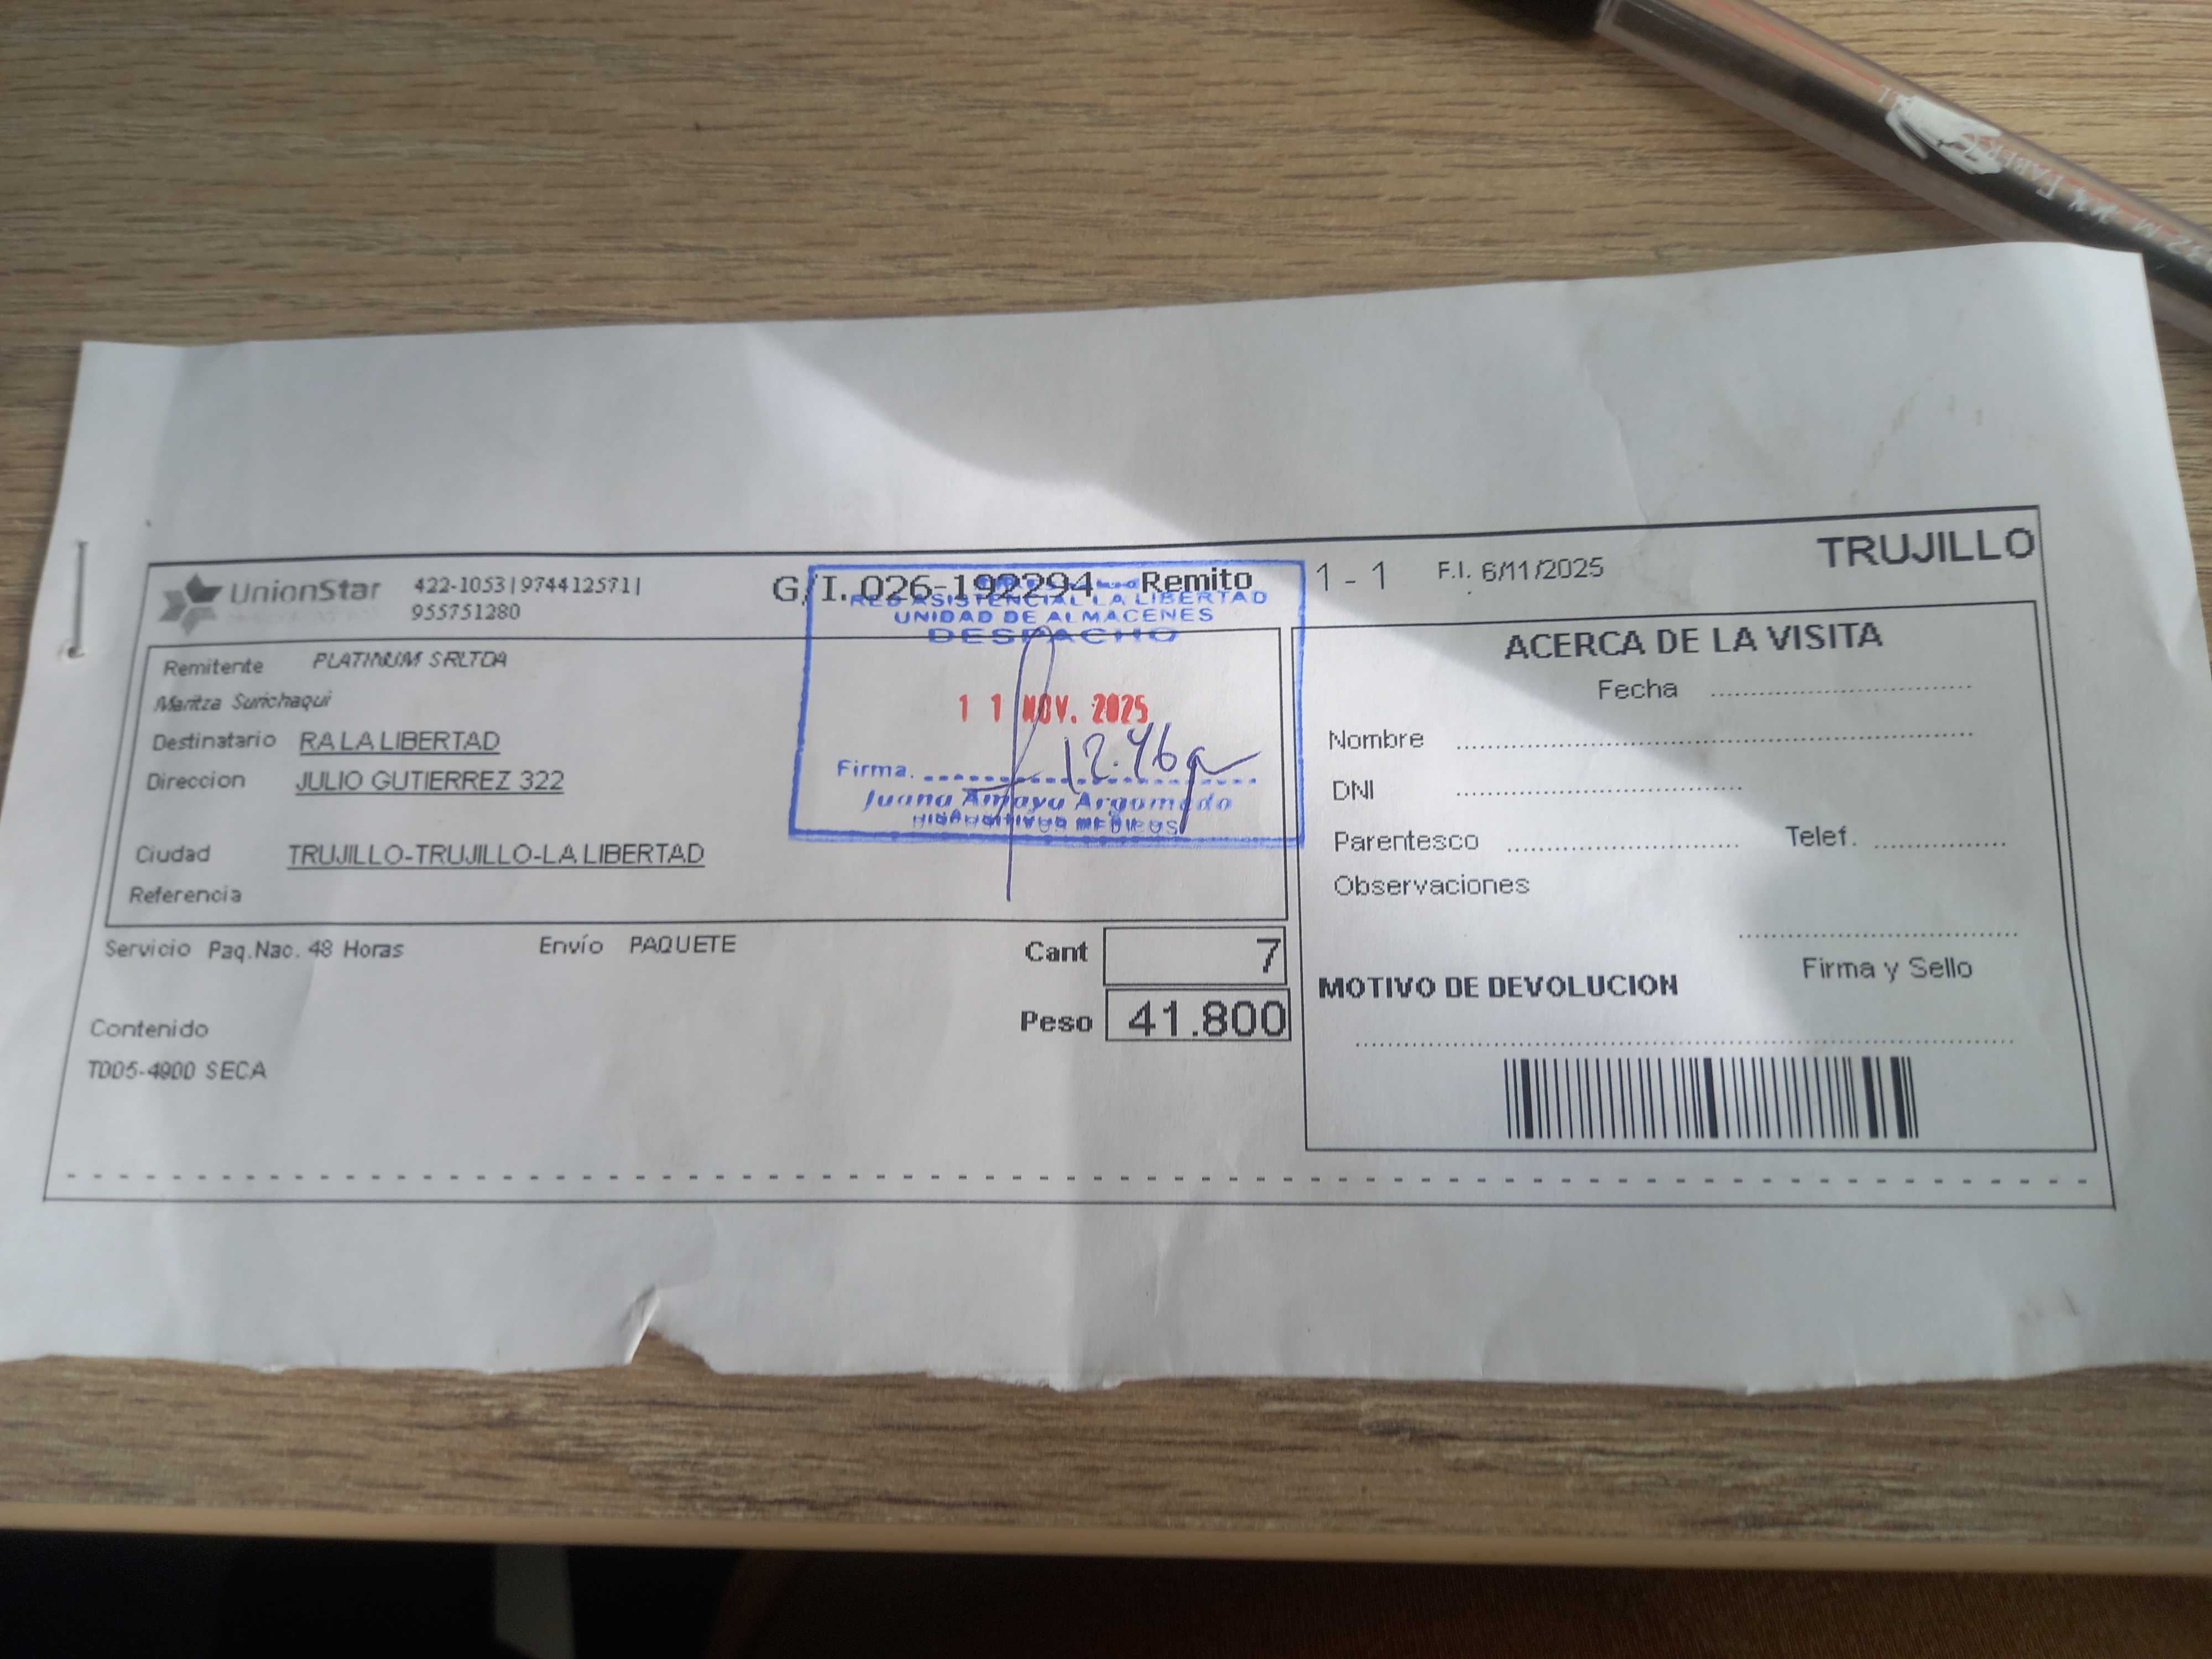 TRUJILLO
UnionStar 422-1053|974412571| G/I. 026-192294 Remito 1 - 1 F.I. 6/11/2025
955751280
RED ASISTENCIAL LA LIBERTAD
UNIDAD DE ALMACENES
DESPACHO
11 NOV. 2025
12.46
Firma.
Juana Amaya Argomedo
DISPOSITIVOS MEDICOS
Remitente PLATINUM SRLTDA
Maritza Surichaqui
Destinatario RA LA LIBERTAD
Direccion JULIO GUTIERREZ 322
Ciudad TRUJILLO-TRUJILLO-LA LIBERTAD
Referencia
Servicio Paq.Nac. 48 Horas Envío PAQUETE Cant 7
Peso 41.800
Contenido
T005-4900 SECA
ACERCA DE LA VISITA
Fecha
Nombre
DNI
Parentesco Telef.
Observaciones
Firma y Sello
MOTIVO DE DEVOLUCION